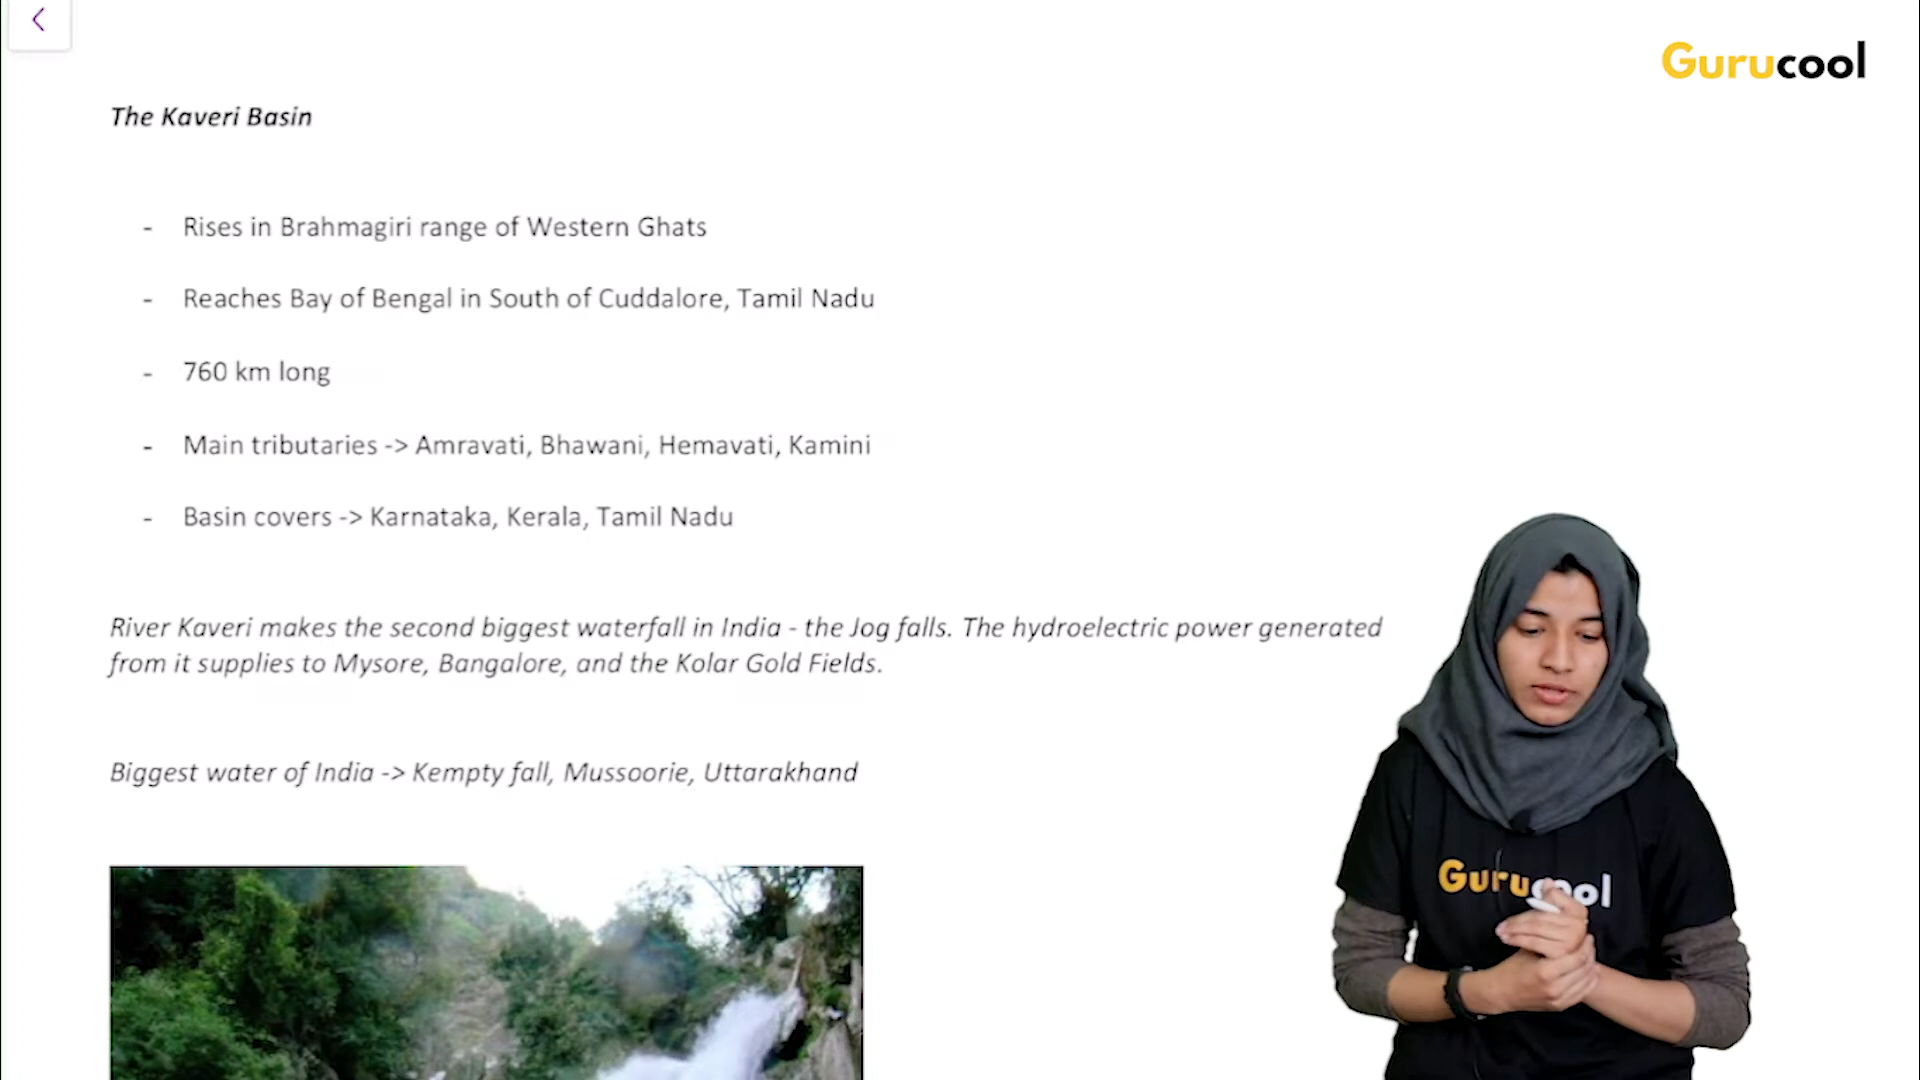 Gurucool
The Kaveri Basin
- Rises in Brahmagiri range of Western Ghats
- Reaches Bay of Bengal in South of Cuddalore, Tamil Nadu
- 760 km long
- Main tributaries -> Amravati, Bhawani, Hemavati, Kamini
- Basin covers -> Karnataka, Kerala, Tamil Nadu
River Kaveri makes the second biggest waterfall in India - the Jog falls. The hydroelectric power generated
from it supplies to Mysore, Bangalore, and the Kolar Gold Fields.
Biggest water of India -> Kempty fall, Mussoorie, Uttarakhand
Gurucool